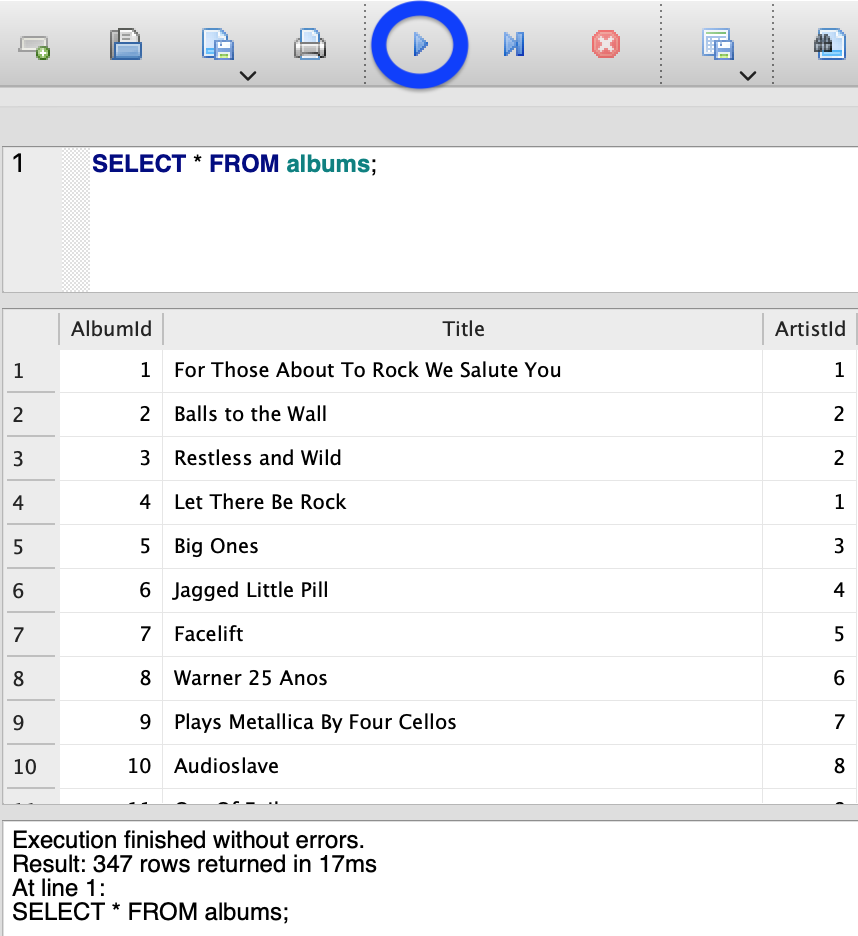 1 SELECT * FROM albums;
AlbumId Title ArtistId
1 1 For Those About To Rock We Salute You 1
2 2 Balls to the Wall 2
3 3 Restless and Wild 2
4 4 Let There Be Rock 1
5 5 Big Ones 3
6 6 Jagged Little Pill 4
7 7 Facelift 5
8 8 Warner 25 Anos 6
9 9 Plays Metallica By Four Cellos 7
10 10 Audioslave 8
Execution finished without errors.
Result: 347 rows returned in 17ms
At line 1:
SELECT * FROM albums;